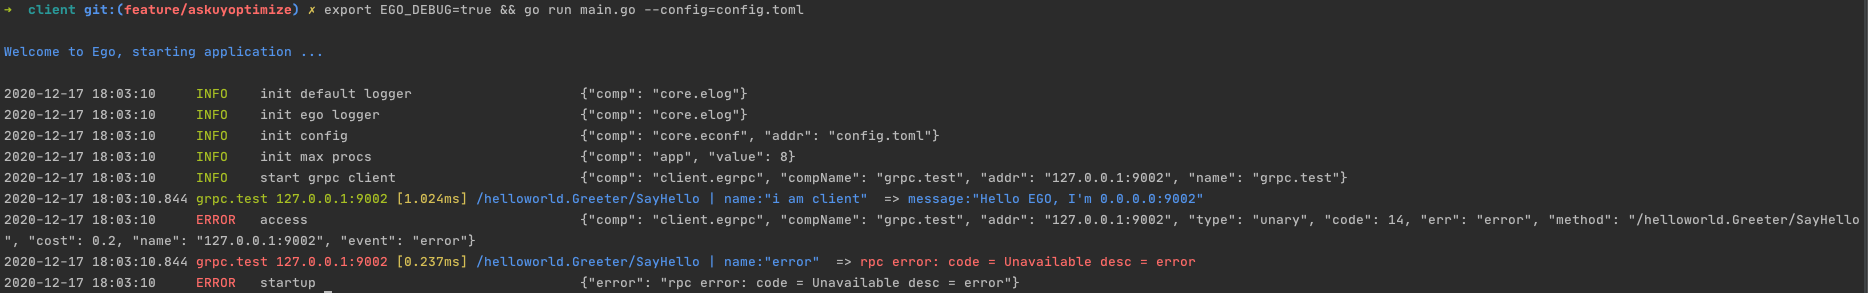 → client git:(feature/askuyoptimize) ✗ export EGO_DEBUG=true && go run main.go --config=config.toml
Welcome to Ego, starting application ...
2020-12-17 18:03:10 INFO init default logger {"comp": "core.elog"}
2020-12-17 18:03:10 INFO init ego logger {"comp": "core.elog"}
2020-12-17 18:03:10 INFO init config {"comp": "core.econf", "addr": "config.toml"}
2020-12-17 18:03:10 INFO init max procs {"comp": "app", "value": 8}
2020-12-17 18:03:10 INFO start grpc client {"comp": "client.egrpc", "compName": "grpc.test", "addr": "127.0.0.1:9002", "name": "grpc.test"}
2020-12-17 18:03:10.844 grpc.test 127.0.0.1:9002 [1.024ms] /helloworld.Greeter/SayHello | name:"i am client" => message:"Hello EGO, I'm 0.0.0.0:9002"
2020-12-17 18:03:10 ERROR access {"comp": "client.egrpc", "compName": "grpc.test", "addr": "127.0.0.1:9002", "type": "unary", "code": 14, "err": "error", "method": "/helloworld.Greeter/SayHello
", "cost": 0.2, "name": "127.0.0.1:9002", "event": "error"}
2020-12-17 18:03:10.844 grpc.test 127.0.0.1:9002 [0.237ms] /helloworld.Greeter/SayHello | name:"error" => rpc error: code = Unavailable desc = error
2020-12-17 18:03:10 ERROR startup {"error": "rpc error: code = Unavailable desc = error"}